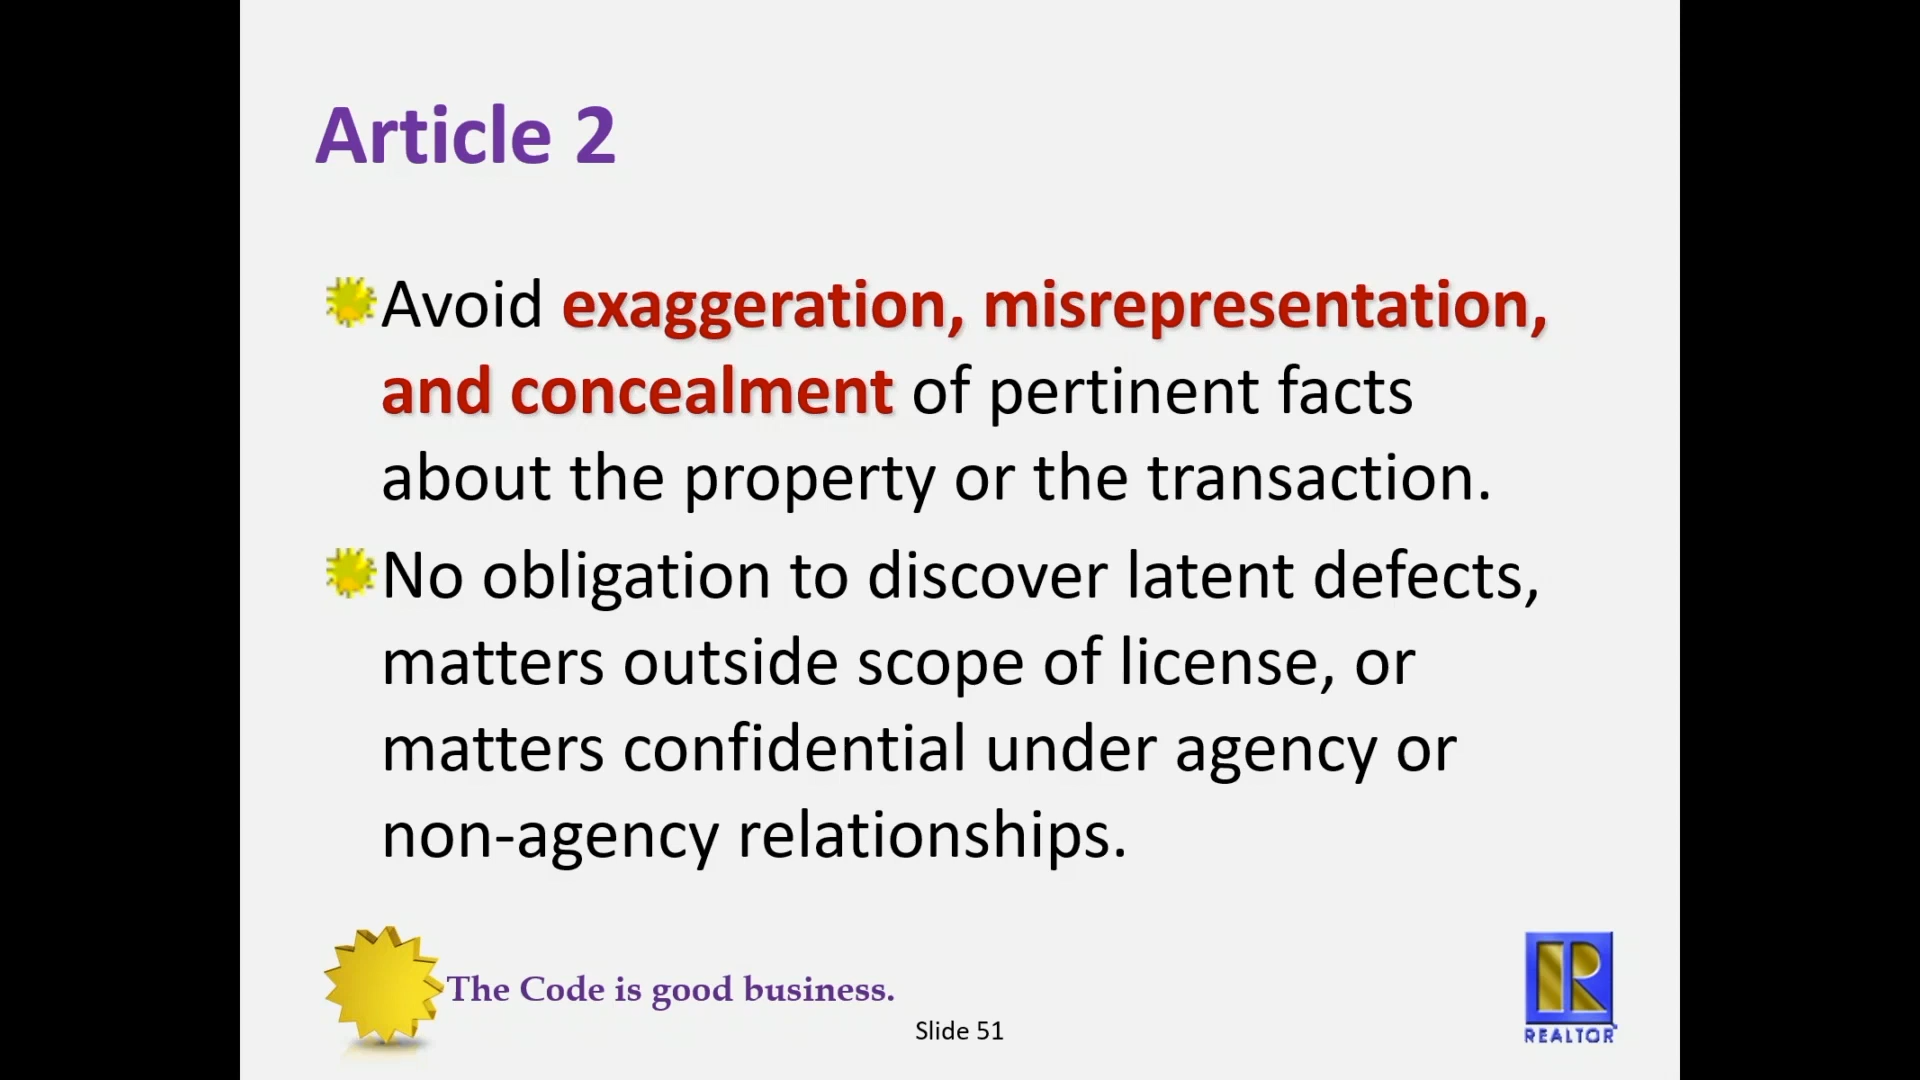 Article 2
Avoid exaggeration, misrepresentation,
and concealment of pertinent facts
about the property or the transaction.
No obligation to discover latent defects,
matters outside scope of license, or
matters confidential under agency or
non-agency relationships.
The Code is good business.
Slide 51
R
REALTOR